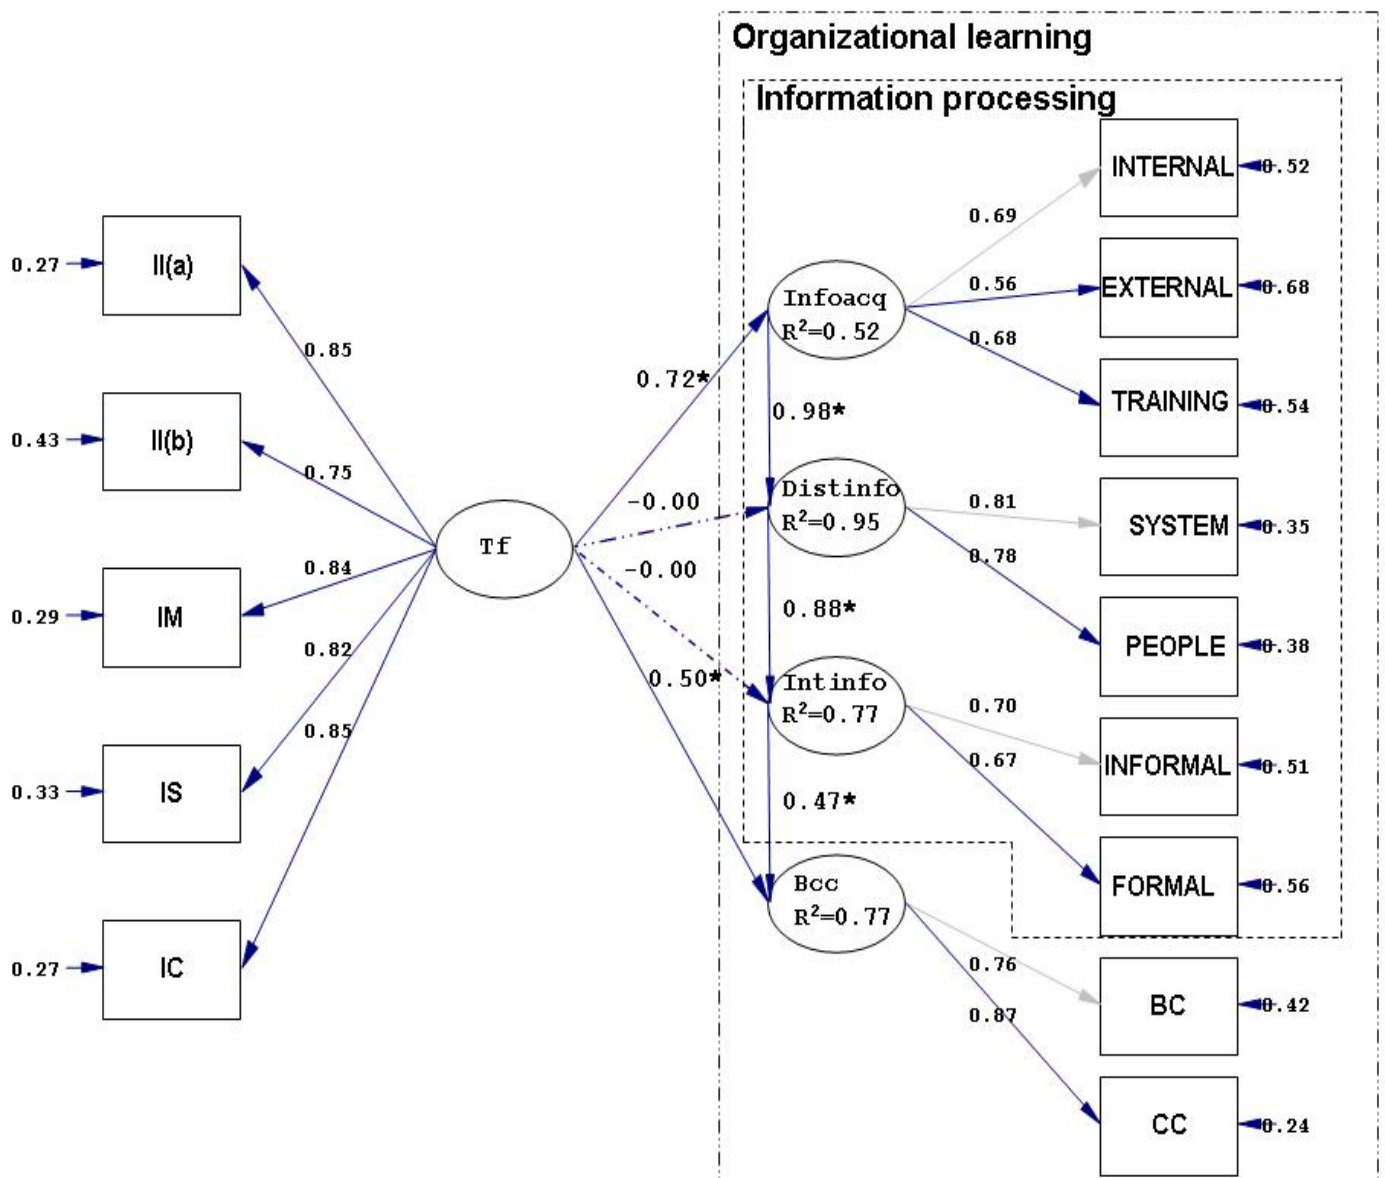 Organizational learning
Information processing
INTERNAL
0.52
0.69
II(a)
0.27
0.85
EXTERNAL
0.68
0.56
Infoacq
R²=0.52
0.68
TRAINING
0.54
0.72*
0.98*
II(b)
0.43
0.75
Distinfo
R²=0.95
-0.00
0.81
SYSTEM
0.35
Tf
0.78
-0.00
0.84
IM
0.29
0.88*
PEOPLE
0.38
0.82
0.50*
Intinfo
R²=0.77
0.70
INFORMAL
0.51
0.67
0.85
IS
0.33
0.47*
FORMAL
0.56
Bcc
R²=0.77
IC
0.27
0.76
BC
0.42
0.87
CC
0.24